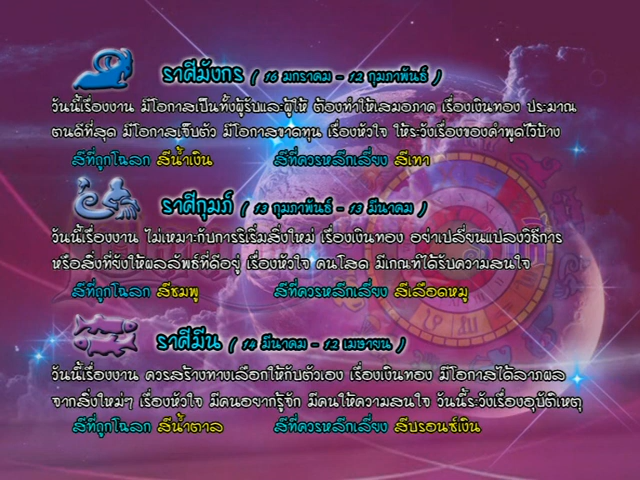 ราศีมังกร ( 16 มกราคม - 12 กุมภาพันธ์ )
วันนี้เรื่องงาน มีโอกาสเป็นทั้งผู้รับและผู้ให้ ต้องทำให้เสมอภาค เรื่องเงินทอง ประมาณ
ตนดีที่สุด มีโอกาสเจ็บตัว มีโอกาสขาดทุน เรื่องหัวใจ ให้ระวังเรื่องของคำพูดไว้บ้าง
สีที่ถูกโฉลก สีน้ำเงิน สีที่ควรหลีกเลี่ยง สีเทา
ราศีกุมภ์ ( 13 กุมภาพันธ์ - 13 มีนาคม )
วันนี้เรื่องงาน ไม่เหมาะกับการริเริ่มสิ่งใหม่ เรื่องเงินทอง อย่าเปลี่ยนแปลงวิธีการ
หรือสิ่งที่ยังให้ผลลัพธ์ที่ดีอยู่ เรื่องหัวใจ คนโสด มีเกณฑ์ได้รับความสนใจ
สีที่ถูกโฉลก สีชมพู สีที่ควรหลีกเลี่ยง สีเลือดหมู
ราศีมีน ( 14 มีนาคม - 12 เมษายน )
วันนี้เรื่องงาน ควรสร้างทางเลือกให้กับตัวเอง เรื่องเงินทอง มีโอกาสได้ลาภผล
จากสิ่งใหม่ๆ เรื่องหัวใจ มีคนอยากรู้จัก มีคนให้ความสนใจ วันนี้ระวังเรื่องอุบัติเหตุ
สีที่ถูกโฉลก สีน้ำตาล สีที่ควรหลีกเลี่ยง สีบรอนซ์เงิน